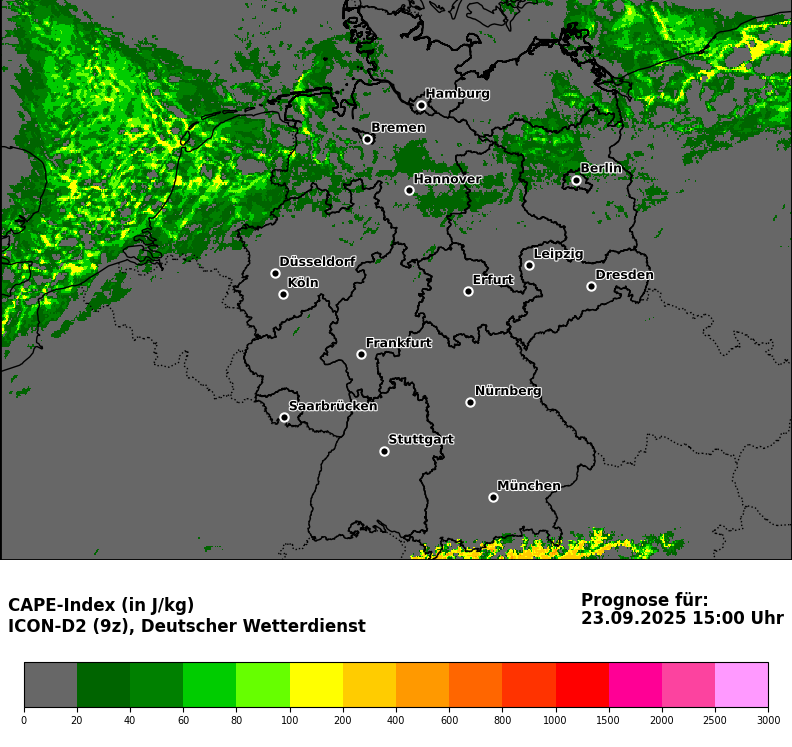 Hamburg
Bremen
Berlin
Hannover
Düsseldorf
Leipzig
Köln
Erfurt
Dresden
Frankfurt
Nürnberg
Saarbrücken
Stuttgart
München
CAPE-Index (in J/kg)
ICON-D2 (9z), Deutscher Wetterdienst
Prognose für:
23.09.2025 15:00 Uhr
0 20 40 60 80 100 200 400 600 800 1000 1500 2000 2500 3000